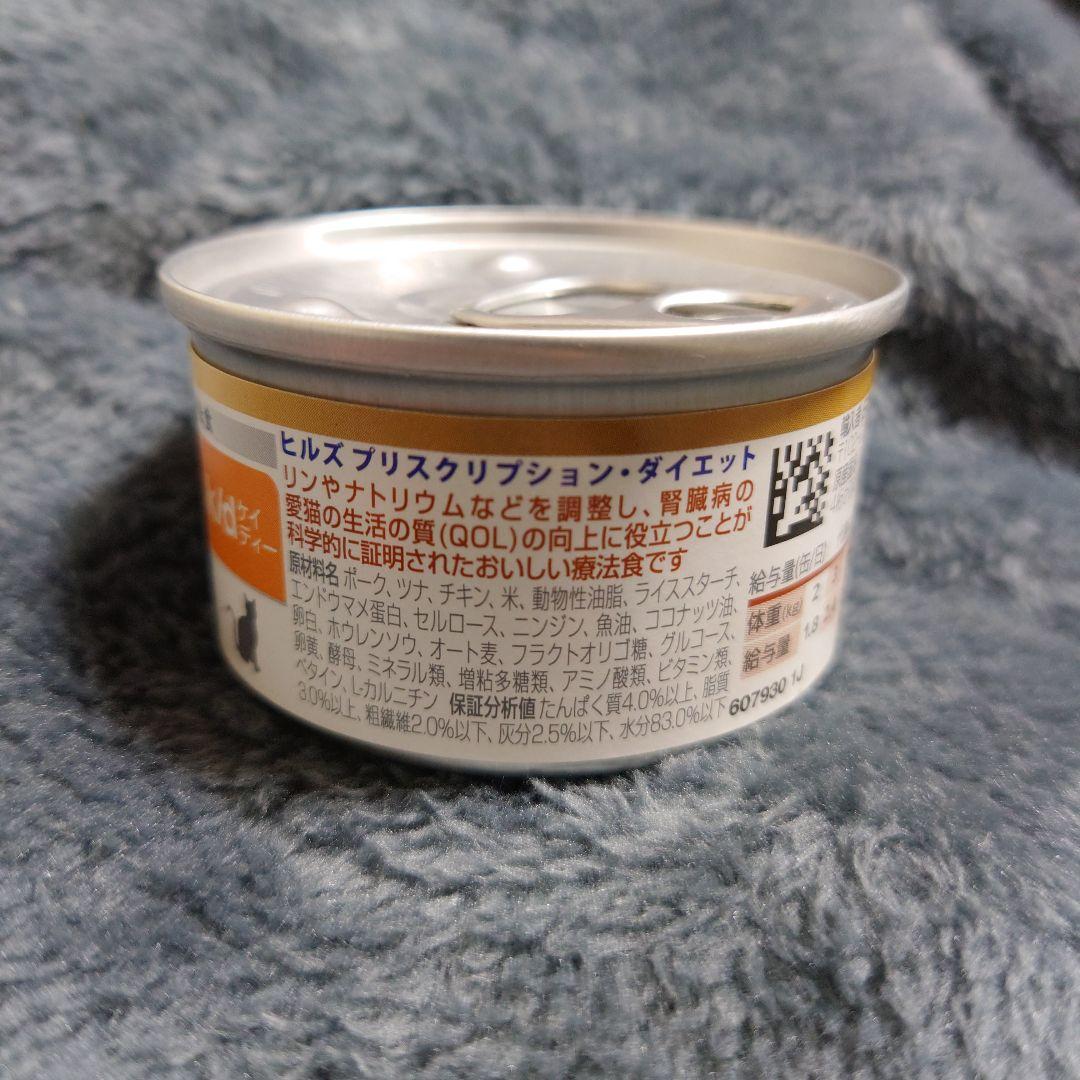 食
k/d ケイ
ディー
ヒルズ プリスクリプション・ダイエット
リンやナトリウムなどを調整し、腎臓病の
愛猫の生活の質(QOL)の向上に役立つことが
科学的に証明されたおいしい療法食です
原材料名 ポーク、ツナ、チキン、米、動物性油脂、ライススターチ、
エンドウマメ蛋白、セルロース、ニンジン、魚油、ココナッツ油、
卵白、ホウレンソウ、オート麦、フラクトオリゴ糖、グルコース、
卵黄、酵母、ミネラル類、増粘多糖類、アミノ酸類、ビタミン類、
ベタイン、L-カルニチン 保証分析値 たんぱく質4.0%以上、脂質
3.0%以上、粗繊維2.0%以下、灰分2.5%以下、水分83.0%以下
607930 1J
給与量(缶/日)
体重(kg) 2
給与量 1.8